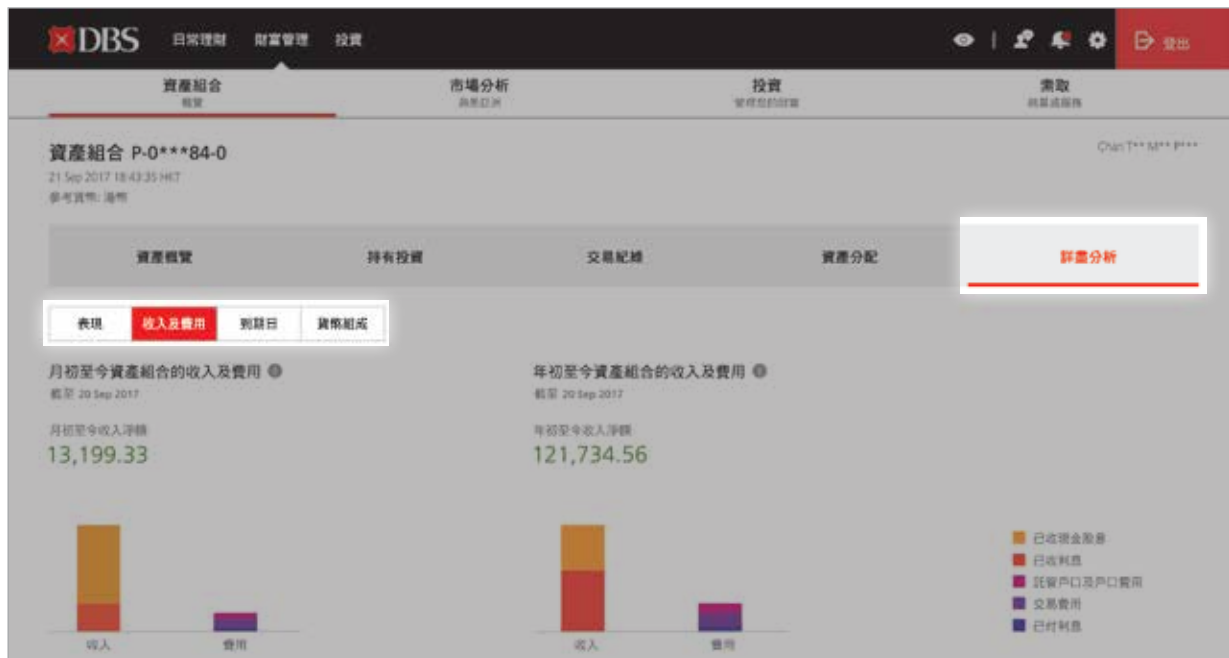 DBS 日常理財 財富管理 投資 登出
資產組合 市場分析 投資 索取
概覽
資產組合 P-0***84-0 Chan T** M** P***
21 Sep 2017 18:43:35 HKT
參考貨幣: 港幣
資產概覽 持有投資 交易紀錄 資產分配 詳盡分析
表現 收入及費用 到期日 貨幣組成
月初至今資產組合的收入及費用 年初至今資產組合的收入及費用
截至 20 Sep 2017 截至 20 Sep 2017
月初至今收入淨額 年初至今收入淨額
13,199.33 121,734.56
已收現金股息
已收利息
託管戶口及戶口費用
交易費用
已付利息
收入 費用 收入 費用